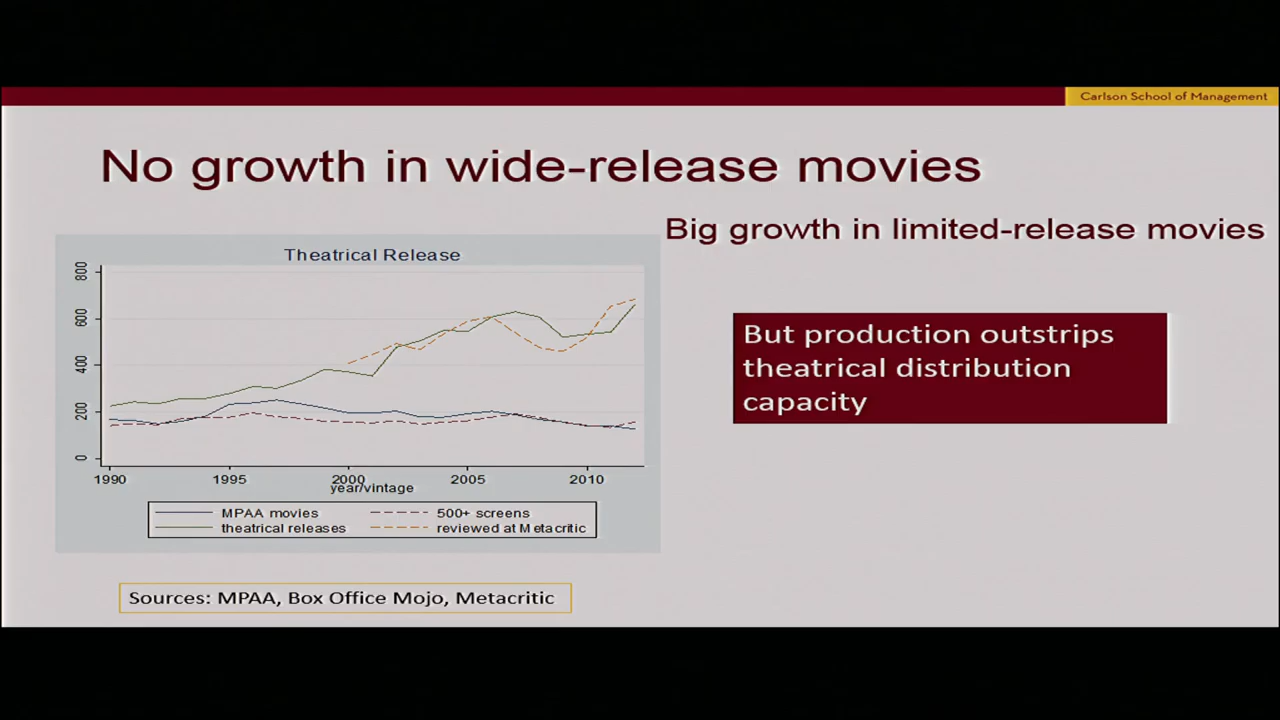 Carlson School of Management
No growth in wide-release movies
Big growth in limited-release movies
Theatrical Release
800
600
400
200
0
1990 1995 2000 2005 2010
year/vintage
MPAA movies 500+ screens
theatrical releases reviewed at Metacritic
But production outstrips
theatrical distribution
capacity
Sources: MPAA, Box Office Mojo, Metacritic